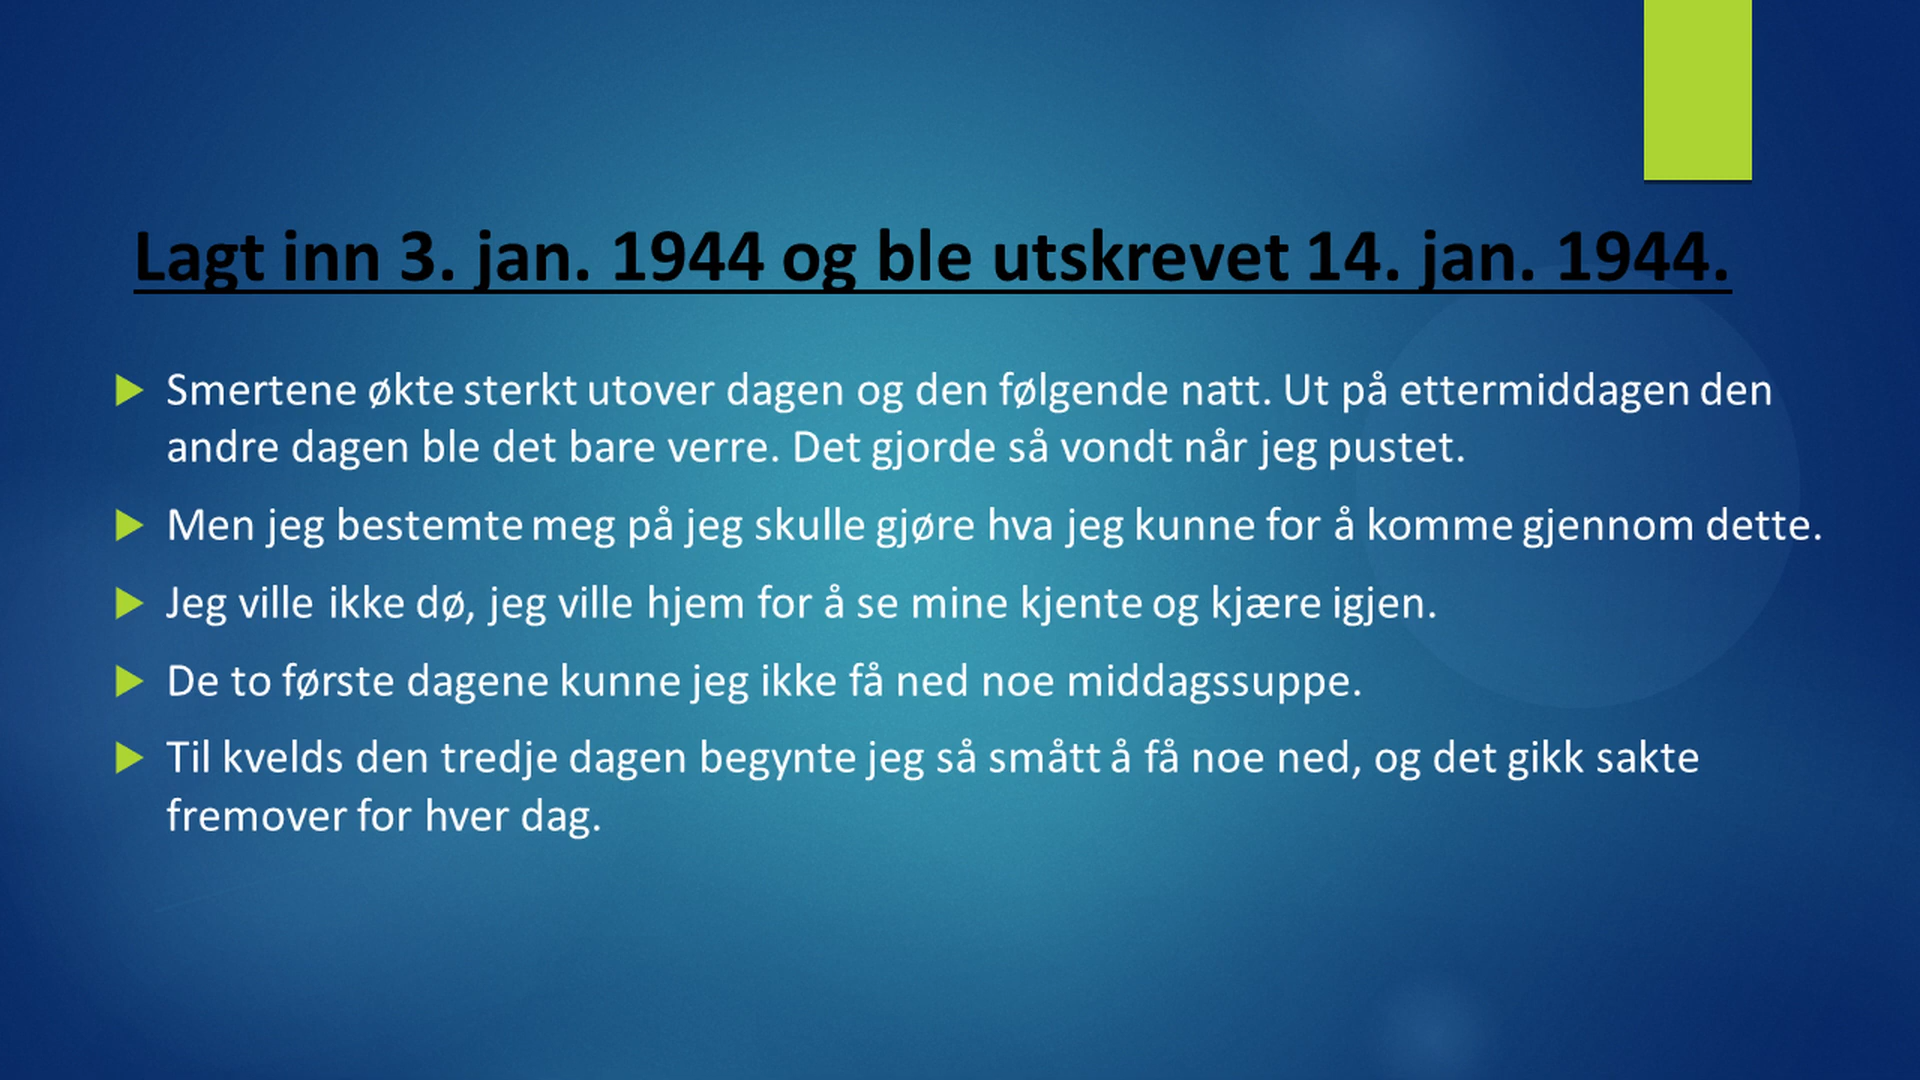 Lagt inn 3. jan. 1944 og ble utskrevet 14. jan. 1944.
Smertene økte sterkt utover dagen og den følgende natt. Ut på ettermiddagen den
andre dagen ble det bare verre. Det gjorde så vondt når jeg pustet.
Men jeg bestemte meg på jeg skulle gjøre hva jeg kunne for å komme gjennom dette.
Jeg ville ikke dø, jeg ville hjem for å se mine kjente og kjære igjen.
De to første dagene kunne jeg ikke få ned noe middagssuppe.
Til kvelds den tredje dagen begynte jeg så smått å få noe ned, og det gikk sakte
fremover for hver dag.